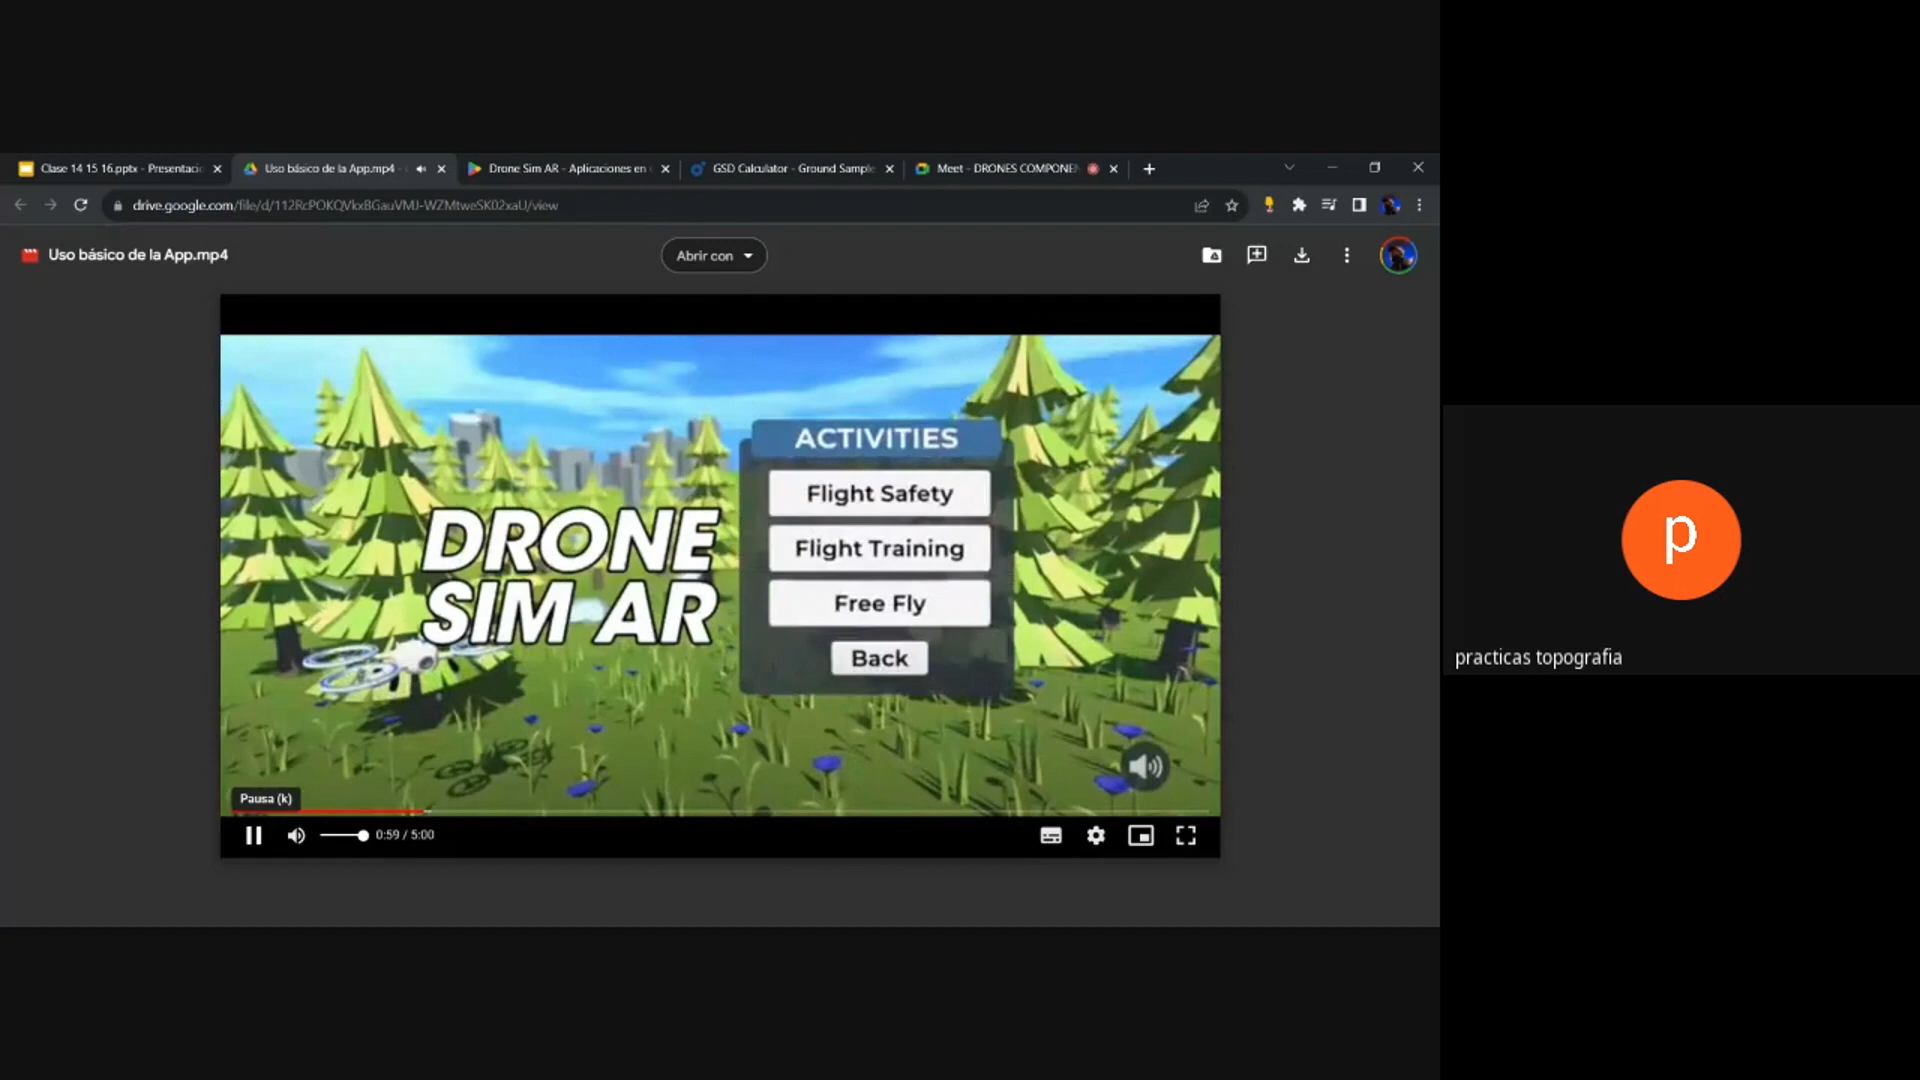 Clase 14 15 16.pptx - Presentacio
Uso básico de la App.mp4 -
Drone Sim AR - Aplicaciones en
GSD Calculator - Ground Sample
Meet - DRONES COMPONEN
drive.google.com/file/d/112RcPOKQVkxBGauVMJ-WZMtweSK02xaU/view
Uso básico de la App.mp4
Abrir con
ACTIVITIES
Flight Safety
Flight Training
Free Fly
Back
DRONE
SIM AR
Pausa (k)
0:59 / 5:00
p
practicas topografia